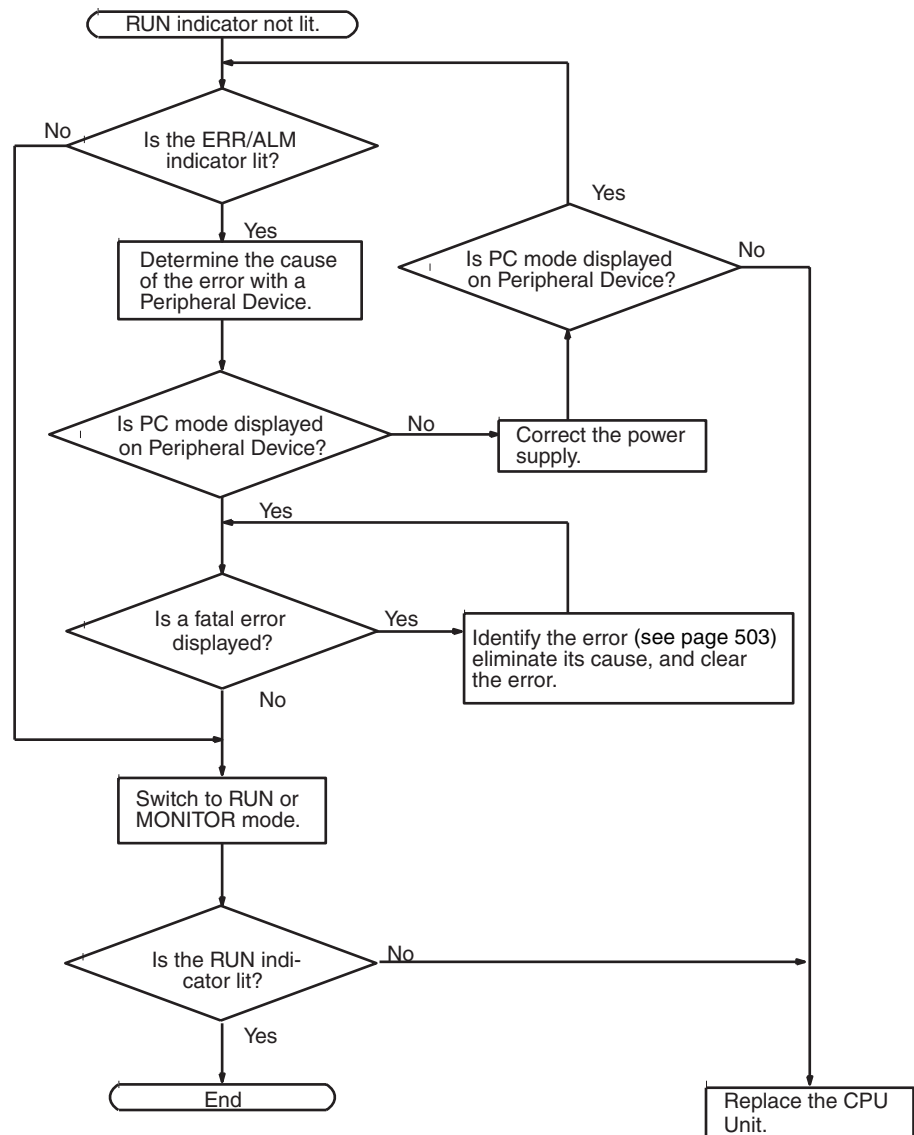 RUN indicator not lit.
No
Is the ERR/ALM
indicator lit?
Yes
Yes
Determine the cause
of the error with a
Peripheral Device.
Is PC mode displayed
on Peripheral Device?
No
Is PC mode displayed
on Peripheral Device?
No
Correct the power
supply.
Yes
Is a fatal error
displayed?
Yes
Identify the error (see page 503)
eliminate its cause, and clear
the error.
No
Switch to RUN or
MONITOR mode.
Is the RUN indi-
cator lit?
No
Yes
End
Replace the CPU
Unit.